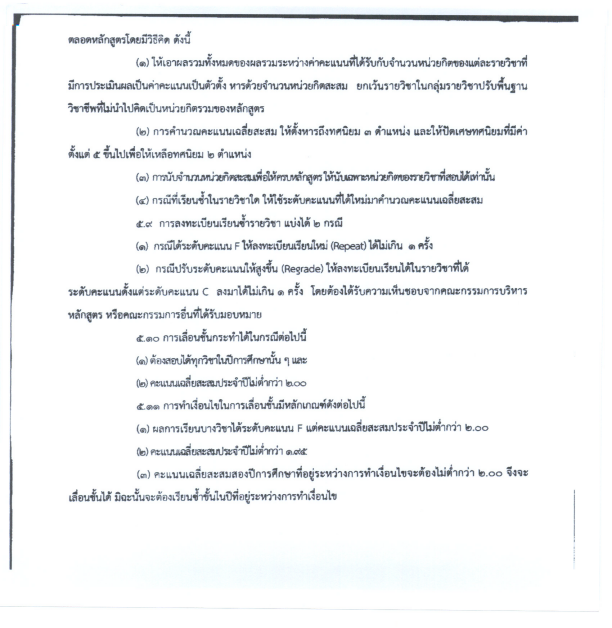 ตลอดหลักสูตรโดยมีวิธีคิด ดังนี้
(๑) ให้เอาผลรวมทั้งหมดของผลรวมระหว่างค่าคะแนนที่ได้รับกับจำนวนหน่วยกิตของแต่ละรายวิชาที่
มีการประเมินผลเป็นค่าคะแนนเป็นตัวตั้ง หารด้วยจำนวนหน่วยกิตสะสม ยกเว้นรายวิชาในกลุ่มรายวิชาปรับพื้นฐาน
วิชาชีพที่ไม่นำไปคิดเป็นหน่วยกิตรวมของหลักสูตร
(๒) การคำนวณคะแนนเฉลี่ยสะสม ให้ตั้งหารถึงทศนิยม ๓ ตำแหน่ง และให้ปัดเศษทศนิยมที่มีค่า
ตั้งแต่ ๕ ขึ้นไปเพื่อให้เหลือทศนิยม ๒ ตำแหน่ง
(๓) การนับจำนวนหน่วยกิตสะสมเพื่อให้ครบหลักสูตร ให้นับเฉพาะหน่วยกิตของรายวิชาที่สอบได้เท่านั้น
(๔) กรณีที่เรียนซ้ำในรายวิชาใด ให้ใช้ระดับคะแนนที่ได้ใหม่มาคำนวณคะแนนเฉลี่ยสะสม
๕.๙ การลงทะเบียนเรียนซ้ำรายวิชา แบ่งได้ ๒ กรณี
(๑) กรณีได้ระดับคะแนน F ให้ลงทะเบียนเรียนใหม่ (Repeat) ได้ไม่เกิน ๑ ครั้ง
(๒) กรณีปรับระดับคะแนนให้สูงขึ้น (Regrade) ให้ลงทะเบียนเรียนได้ในรายวิชาที่ได้
ระดับคะแนนตั้งแต่ระดับคะแนน C ลงมาได้ไม่เกิน ๑ ครั้ง โดยต้องได้รับความเห็นชอบจากคณะกรรมการบริหาร
หลักสูตร หรือคณะกรรมการอื่นที่ได้รับมอบหมาย
๕.๑๐ การเลื่อนชั้นกระทำได้ในกรณีต่อไปนี้
(๑) ต้องสอบได้ทุกวิชาในปีการศึกษานั้น ๆ และ
(๒) คะแนนเฉลี่ยสะสมประจำปีไม่ต่ำกว่า ๒.๐๐
๕.๑๑ การทำเงื่อนไขในการเลื่อนชั้นมีหลักเกณฑ์ดังต่อไปนี้
(๑) ผลการเรียนบางวิชาได้ระดับคะแนน F แต่คะแนนเฉลี่ยสะสมประจำปีไม่ต่ำกว่า ๒.๐๐
(๒) คะแนนเฉลี่ยสะสมประจำปีไม่ต่ำกว่า ๑.๙๕
(๓) คะแนนเฉลี่ยสะสมสองปีการศึกษาที่อยู่ระหว่างการทำเงื่อนไขจะต้องไม่ต่ำกว่า ๒.๐๐ จึงจะ
เลื่อนชั้นได้ มิฉะนั้นจะต้องเรียนซ้ำชั้นในปีที่อยู่ระหว่างการทำเงื่อนไข